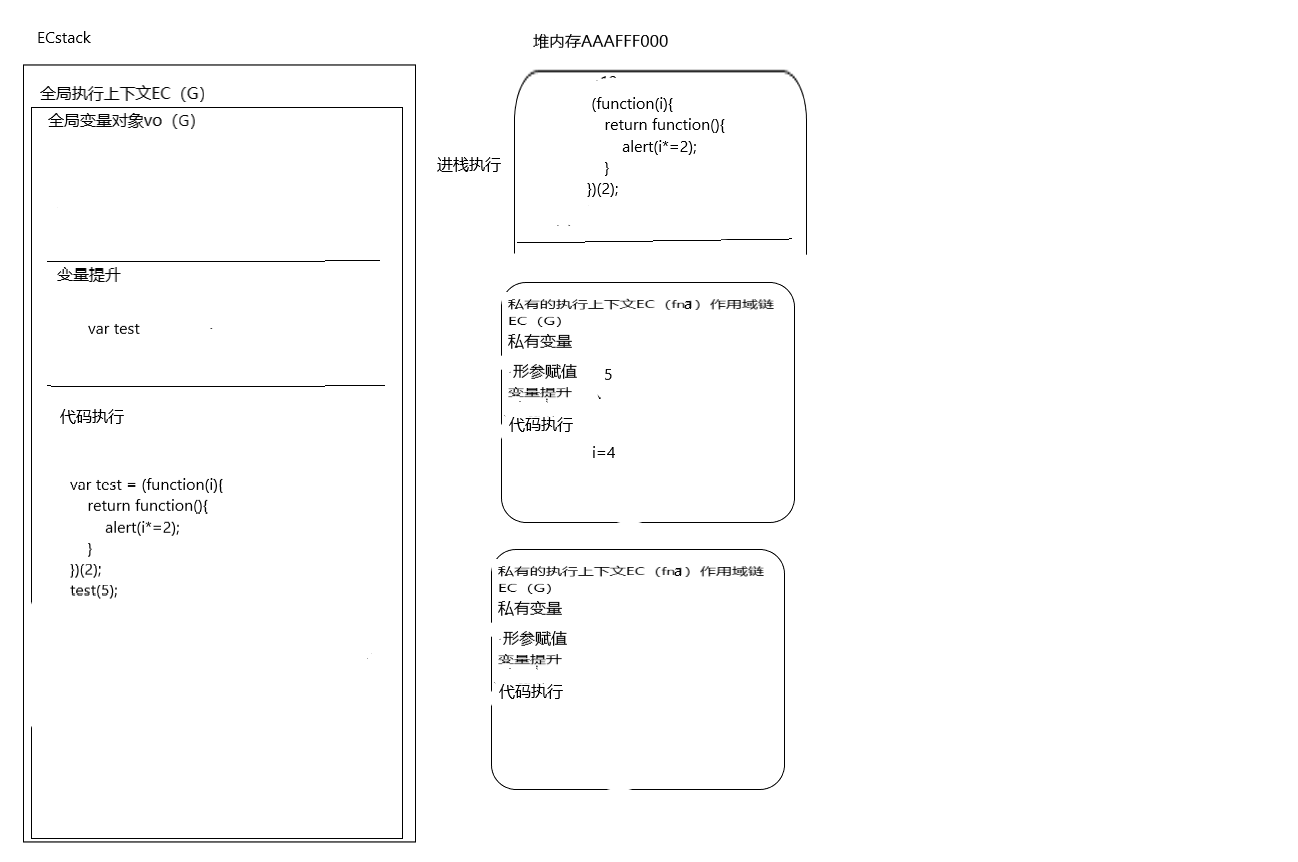 ECstack
全局执行上下文EC（G）
全局变量对象vo（G）
变量提升
var test
代码执行
var test = (function(i){
return function(){
alert(i*=2);
}
})(2);
test(5);
堆内存AAAFFF000
进栈执行
(function(i){
return function(){
alert(i*=2);
}
})(2);
私有的执行上下文EC（fna）作用域链
EC（G）
私有变量
形参赋值 5
变量提升
代码执行
i=4
私有的执行上下文EC（fna）作用域链
EC（G）
私有变量
形参赋值
变量提升
代码执行